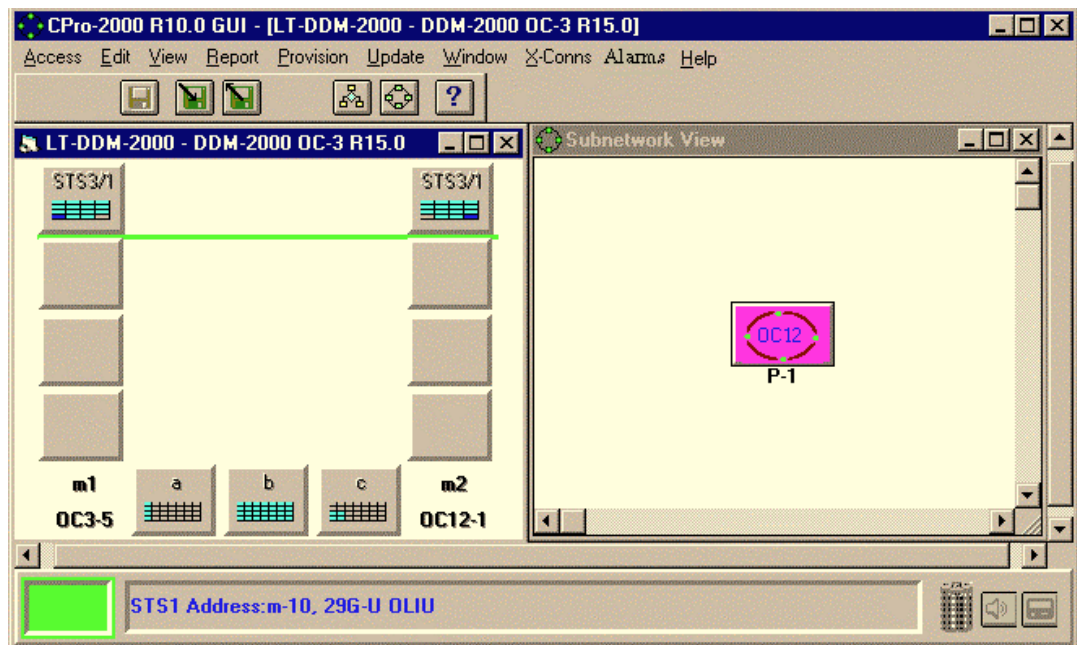 CPro-2000 R10.0 GUI - [LT-DDM-2000 - DDM-2000 OC-3 R15.0]
Access Edit View Report Provision Update Window X-Conns Alarms Help
?
LT-DDM-2000 - DDM-2000 OC-3 R15.0
Subnetwork View
STS3/1
STS3/1
OC12
P-1
m1
a
b
c
m2
OC3-5
OC12-1
STS1 Address:m-10, 29G-U OLIU